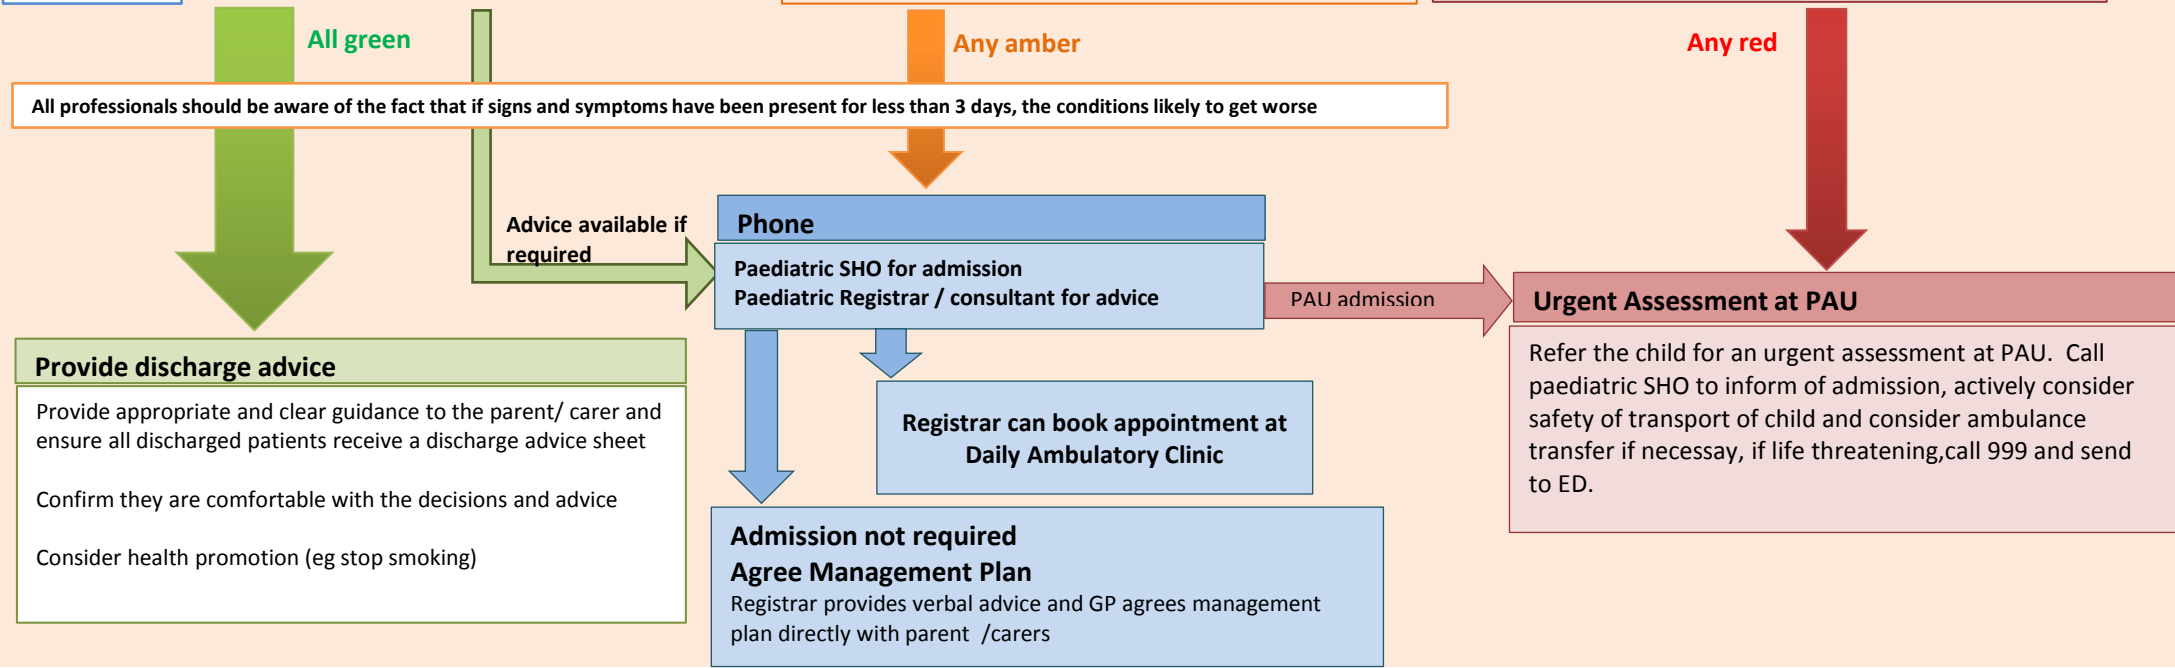 All green
Any amber
Any red
All professionals should be aware of the fact that if signs and symptoms have been present for less than 3 days, the conditions likely to get worse
Advice available if
required
Phone
Paediatric SHO for admission
Paediatric Registrar / consultant for advice
PAU admission
Urgent Assessment at PAU
Refer the child for an urgent assessment at PAU. Call
paediatric SHO to inform of admission, actively consider
safety of transport of child and consider ambulance
transfer if necessay, if life threatening,call 999 and send
to ED.
Provide discharge advice
Provide appropriate and clear guidance to the parent/ carer and
ensure all discharged patients receive a discharge advice sheet
Confirm they are comfortable with the decisions and advice
Consider health promotion (eg stop smoking)
Registrar can book appointment at
Daily Ambulatory Clinic
Admission not required
Agree Management Plan
Registrar provides verbal advice and GP agrees management
plan directly with parent /carers